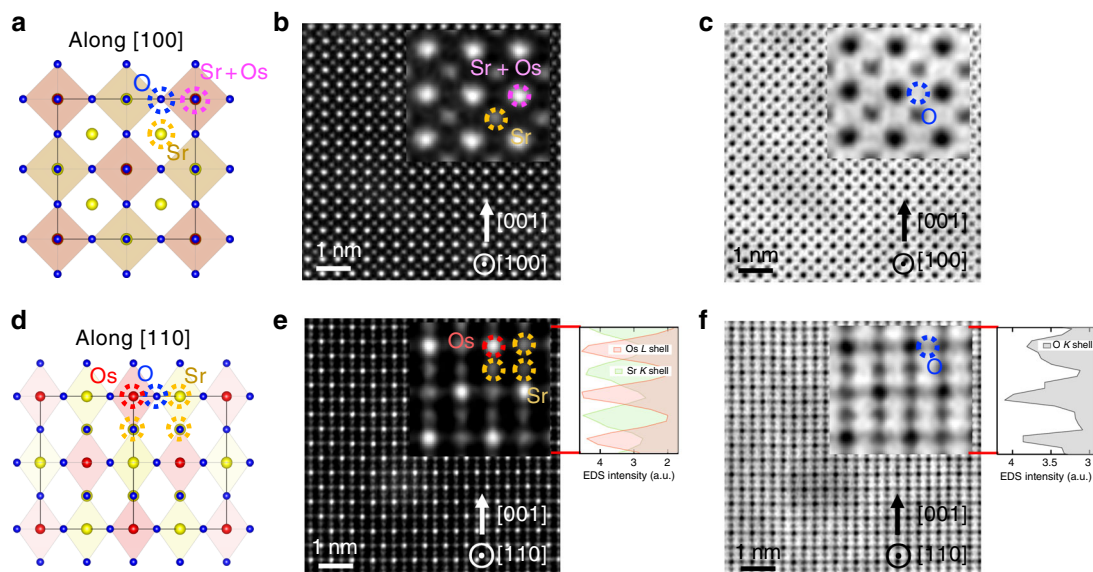 a
Along [100]
O
Sr+Os
Sr
b
Sr + Os
Sr
[001]
[100]
1 nm
c
O
[001]
[100]
1 nm
d
Along [110]
Os
O
Sr
e
Os
Sr
[001]
[110]
1 nm
Os L shell
Sr K shell
4 3 2
EDS intensity (a.u.)
f
O
[001]
[110]
1 nm
O K shell
4 3.5 3
EDS intensity (a.u.)